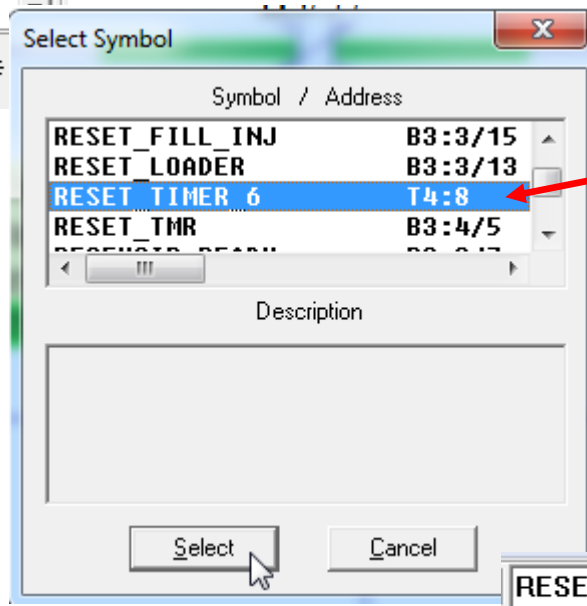 Select Symbol
Symbol / Address
RESET_FILL_INJ B3:3/15
RESET_LOADER B3:3/13
RESET_TIMER_6 T4:8
RESET_TMR B3:4/5
Description
Select
Cancel
RESE